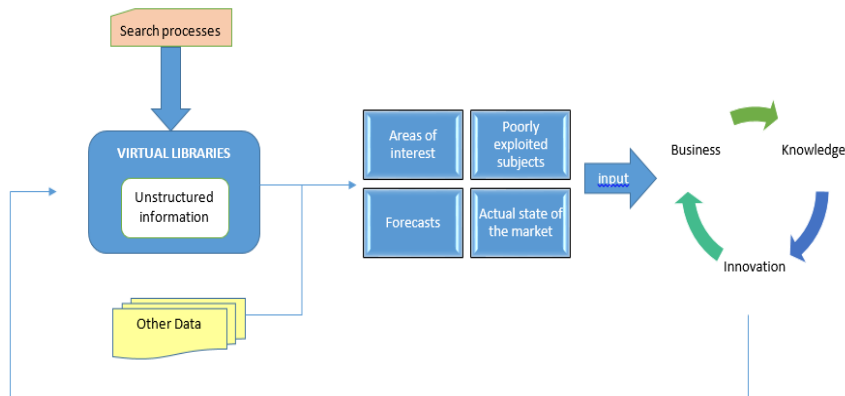 Search processes
VIRTUAL LIBRARIES
Unstructured
information
Other Data
Areas of
interest
Poorly
exploited
subjects
Forecasts
Actual state of
the market
input
Business
Knowledge
Innovation